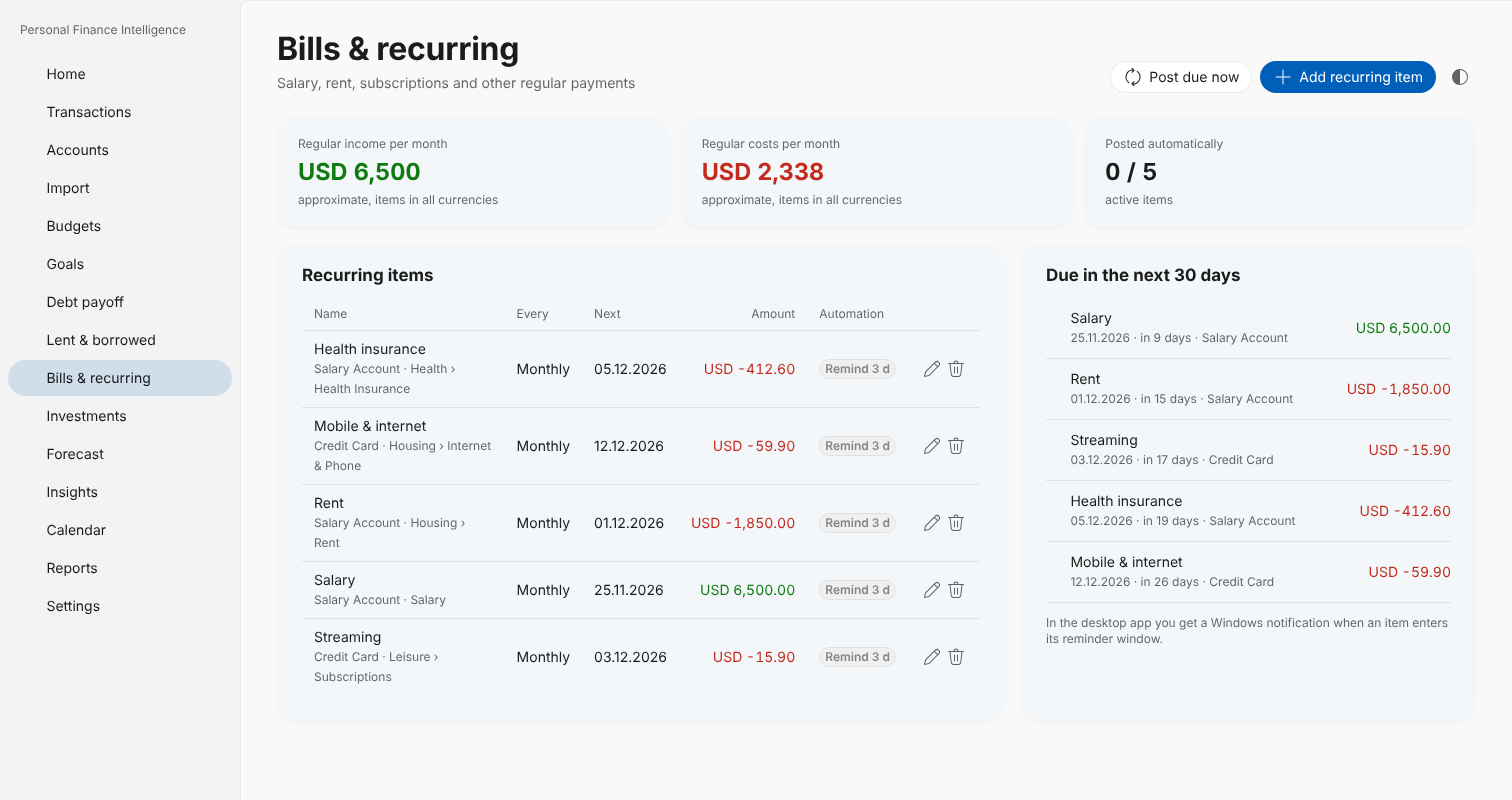 Personal Finance Intelligence
Home
Transactions
Accounts
Import
Budgets
Goals
Debt payoff
Lent & borrowed
Bills & recurring
Investments
Forecast
Insights
Calendar
Reports
Settings
Bills & recurring
Salary, rent, subscriptions and other regular payments
Post due now
Add recurring item
Regular income per month
USD 6,500
approximate, items in all currencies
Regular costs per month
USD 2,338
approximate, items in all currencies
Posted automatically
0 / 5
active items
Recurring items
Name Every Next Amount Automation
Health insurance
Salary Account · Health ›
Health Insurance
Monthly 05.12.2026 USD -412.60 Remind 3 d
Mobile & internet
Credit Card · Housing › Internet
& Phone
Monthly 12.12.2026 USD -59.90 Remind 3 d
Rent
Salary Account · Housing ›
Rent
Monthly 01.12.2026 USD -1,850.00 Remind 3 d
Salary
Salary Account · Salary
Monthly 25.11.2026 USD 6,500.00 Remind 3 d
Streaming
Credit Card · Leisure ›
Subscriptions
Monthly 03.12.2026 USD -15.90 Remind 3 d
Due in the next 30 days
Salary
25.11.2026 · in 9 days · Salary Account
USD 6,500.00
Rent
01.12.2026 · in 15 days · Salary Account
USD -1,850.00
Streaming
03.12.2026 · in 17 days · Credit Card
USD -15.90
Health insurance
05.12.2026 · in 19 days · Salary Account
USD -412.60
Mobile & internet
12.12.2026 · in 26 days · Credit Card
USD -59.90
In the desktop app you get a Windows notification when an item enters
its reminder window.